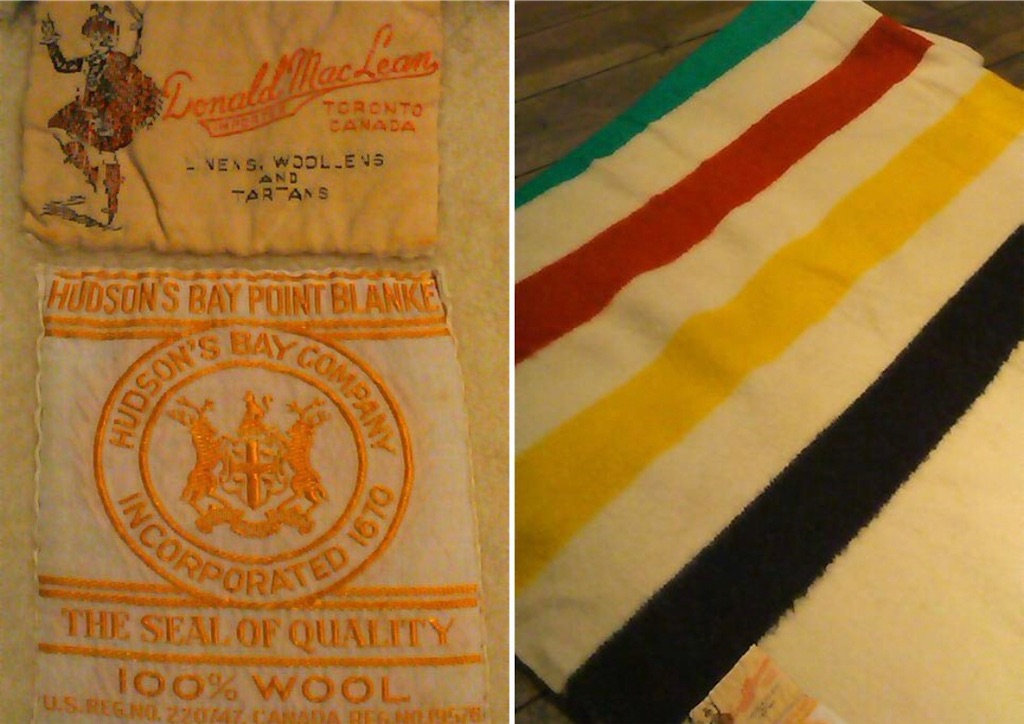 Donald MacLean
IMPORTS
TORONTO
CANADA
LINENS, WOOLLENS
AND
TARTANS
HUDSON'S BAY POINT BLANKE
HUDSON'S BAY COMPANY
INCORPORATED 1670
THE SEAL OF QUALITY
100% WOOL
U.S. REG. NO. 220747. CANADA REG. NO.